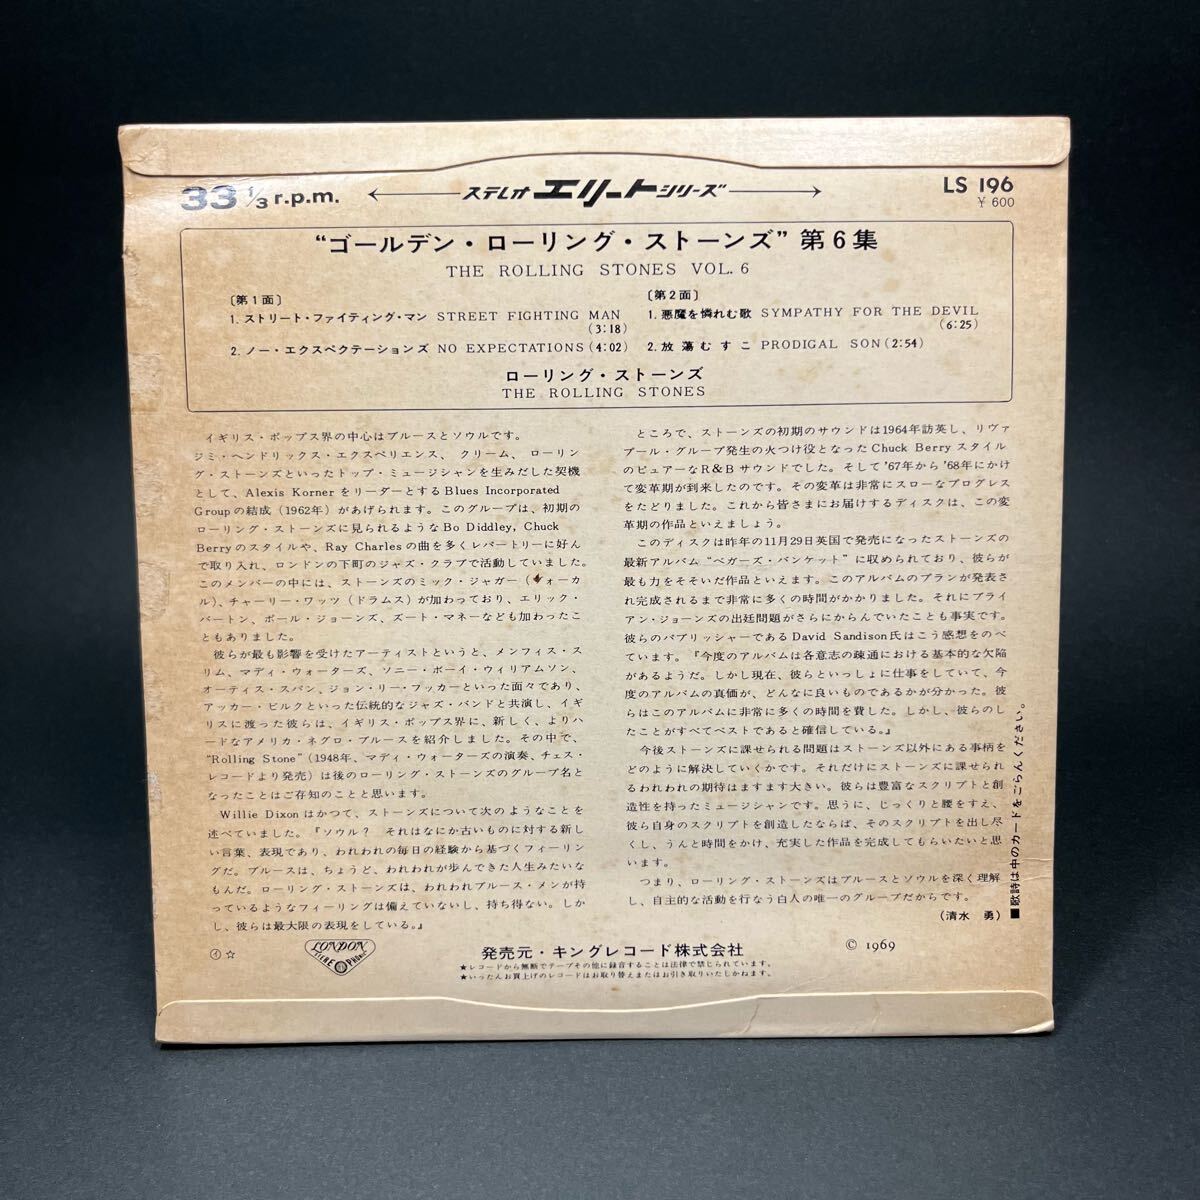 33 1/3 r.p.m.
ステレオ エリート シリーズ
LS 196
¥ 600
“ゴールデン・ローリング・ストーンズ” 第6集
THE ROLLING STONES VOL. 6
〔第1面〕
1. ストリート・ファイティング・マン STREET FIGHTING MAN
(3:18)
2. ノー・エクスペクテーションズ NO EXPECTATIONS (4:02)
〔第2面〕
1. 悪魔を憐れむ歌 SYMPATHY FOR THE DEVIL
(6:25)
2. 放蕩むすこ PRODIGAL SON (2:54)
ローリング・ストーンズ
THE ROLLING STONES
イギリス・ポップス界の中心はブルースとソウルです。
ジミ・ヘンドリックス・エクスペリエンス、クリーム、ローリン
グ・ストーンズといったトップ・ミュージシャンを生みだした契機
として、Alexis Korner をリーダーとする Blues Incorporated
Group の結成（1962年）があげられます。このグループは、初期の
ローリング・ストーンズに見られるような Bo Diddley, Chuck
Berry のスタイルや、Ray Charles の曲を多くレパートリーに好ん
で取り入れ、ロンドンの下町のジャズ・クラブで活動していました。
このメンバーの中には、ストーンズのミック・ジャガー（ヴォーカ
ル）、チャーリー・ワッツ（ドラムス）が加わっており、エリック・
バートン、ポール・ジョーンズ、ズート・マネーなども加わったこ
ともありました。
彼らが最も影響を受けたアーティストというと、メンフィス・ス
リム、マディ・ウォーターズ、ソニー・ボーイ・ウィリアムソン、
オーティス・スパン、ジョン・リー・フッカーといった面々であり、
アッカー・ビルクといった伝統的なジャズ・バンドと共演し、イギ
リスに渡った彼らは、イギリス・ポップス界に、新しく、よりハ
ードなアメリカ・ネグロ・ブルースを紹介しました。その中で、
“Rolling Stone”（1948年、マディ・ウォーターズの演奏、チェス・
レコードより発売）は後のローリング・ストーンズのグループ名と
なったことはご存知のことと思います。
Willie Dixon はかつて、ストーンズについて次のようなことを
述べていました。『ソウル？ それはなにか古いものに対する新し
い言葉、表現であり、われわれの毎日の経験から基づくフィーリン
グだ。ブルースは、ちょうど、われわれが歩んできた人生みたいな
もんだ。ローリング・ストーンズは、われわれブルース・メンが持
っているようなフィーリングは備えていないし、持ち得ない。しか
し、彼らは最大限の表現をしている。』
ところで、ストーンズの初期のサウンドは1964年訪英し、リヴァ
プール・グループ発生の火つけ役となった Chuck Berry スタイル
のピュアーな R&B サウンドでした。そして '67年から '68年にかけ
て変革期が到来したのです。その変革は非常にスローなプログレス
をたどりました。これから皆さまにお届けするディスクは、この変
革期の作品といえましょう。
このディスクは昨年の11月29日英国で発売になったストーンズの
最新アルバム “ベガーズ・バンケット” に収められており、彼らが
最も力をそそいだ作品といえます。このアルバムのプランが発表さ
れ完成されるまで非常に多くの時間がかかりました。それにブライ
アン・ジョーンズの出廷問題がさらにからんでいたことも事実です。
彼らのパブリッシャーである David Sandison 氏はこう感想をのべ
ています。『今度のアルバムは各意志の疎通における基本的な欠陥
があるようだ。しかし現在、彼らといっしょに仕事をしていて、今
度のアルバムの真価が、どんなに良いものであるかが分かった。彼
らはこのアルバムに非常に多くの時間を費した。しかし、彼らのし
たことがすべてベストであると確信している。』
今後ストーンズに課せられる問題はストーンズ以外にある事柄を
どのように解決していくかです。それだけにストーンズに課せられ
るわれわれの期待はますます大きい。彼らは豊富なスクリプトと創
造性を持ったミュージシャンです。思うに、じっくりと腰をすえ、
彼ら自身のスクリプトを創造したならば、そのスクリプトを出し尽
くし、うんと時間をかけ、充実した作品を完成してもらいたいと思
います。
つまり、ローリング・ストーンズはブルースとソウルを深く理解
し、自主的な活動を行なう白人の唯一のグループだからです。
（清水 勇）
■歌詩は中のカードをごらんください。
イ ☆
LONDON
発売元・キングレコード株式会社
★レコードから無断でテープその他に録音することは法律で禁じられています。
★いったんお買上げのレコードはお取り替えまたはお引き取りいたしかねます。
© 1969